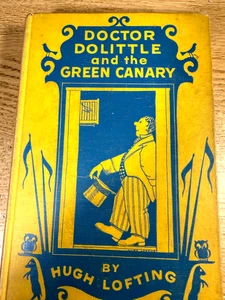 DOCTOR
DOLITTLE
and the
GREEN CANARY
BY
HUGH LOFTING